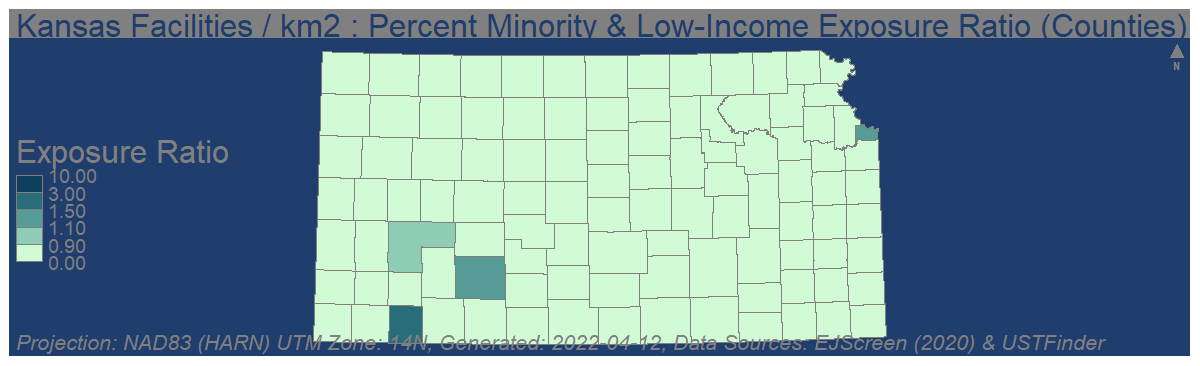 Kansas Facilities / km2 : Percent Minority & Low-Income Exposure Ratio (Counties)
N
Exposure Ratio
10.00
3.00
1.50
1.10
0.90
0.00
Projection: NAD83 (HARN) UTM Zone: 14N, Generated: 2022-04-12, Data Sources: EJScreen (2020) & USTFinder